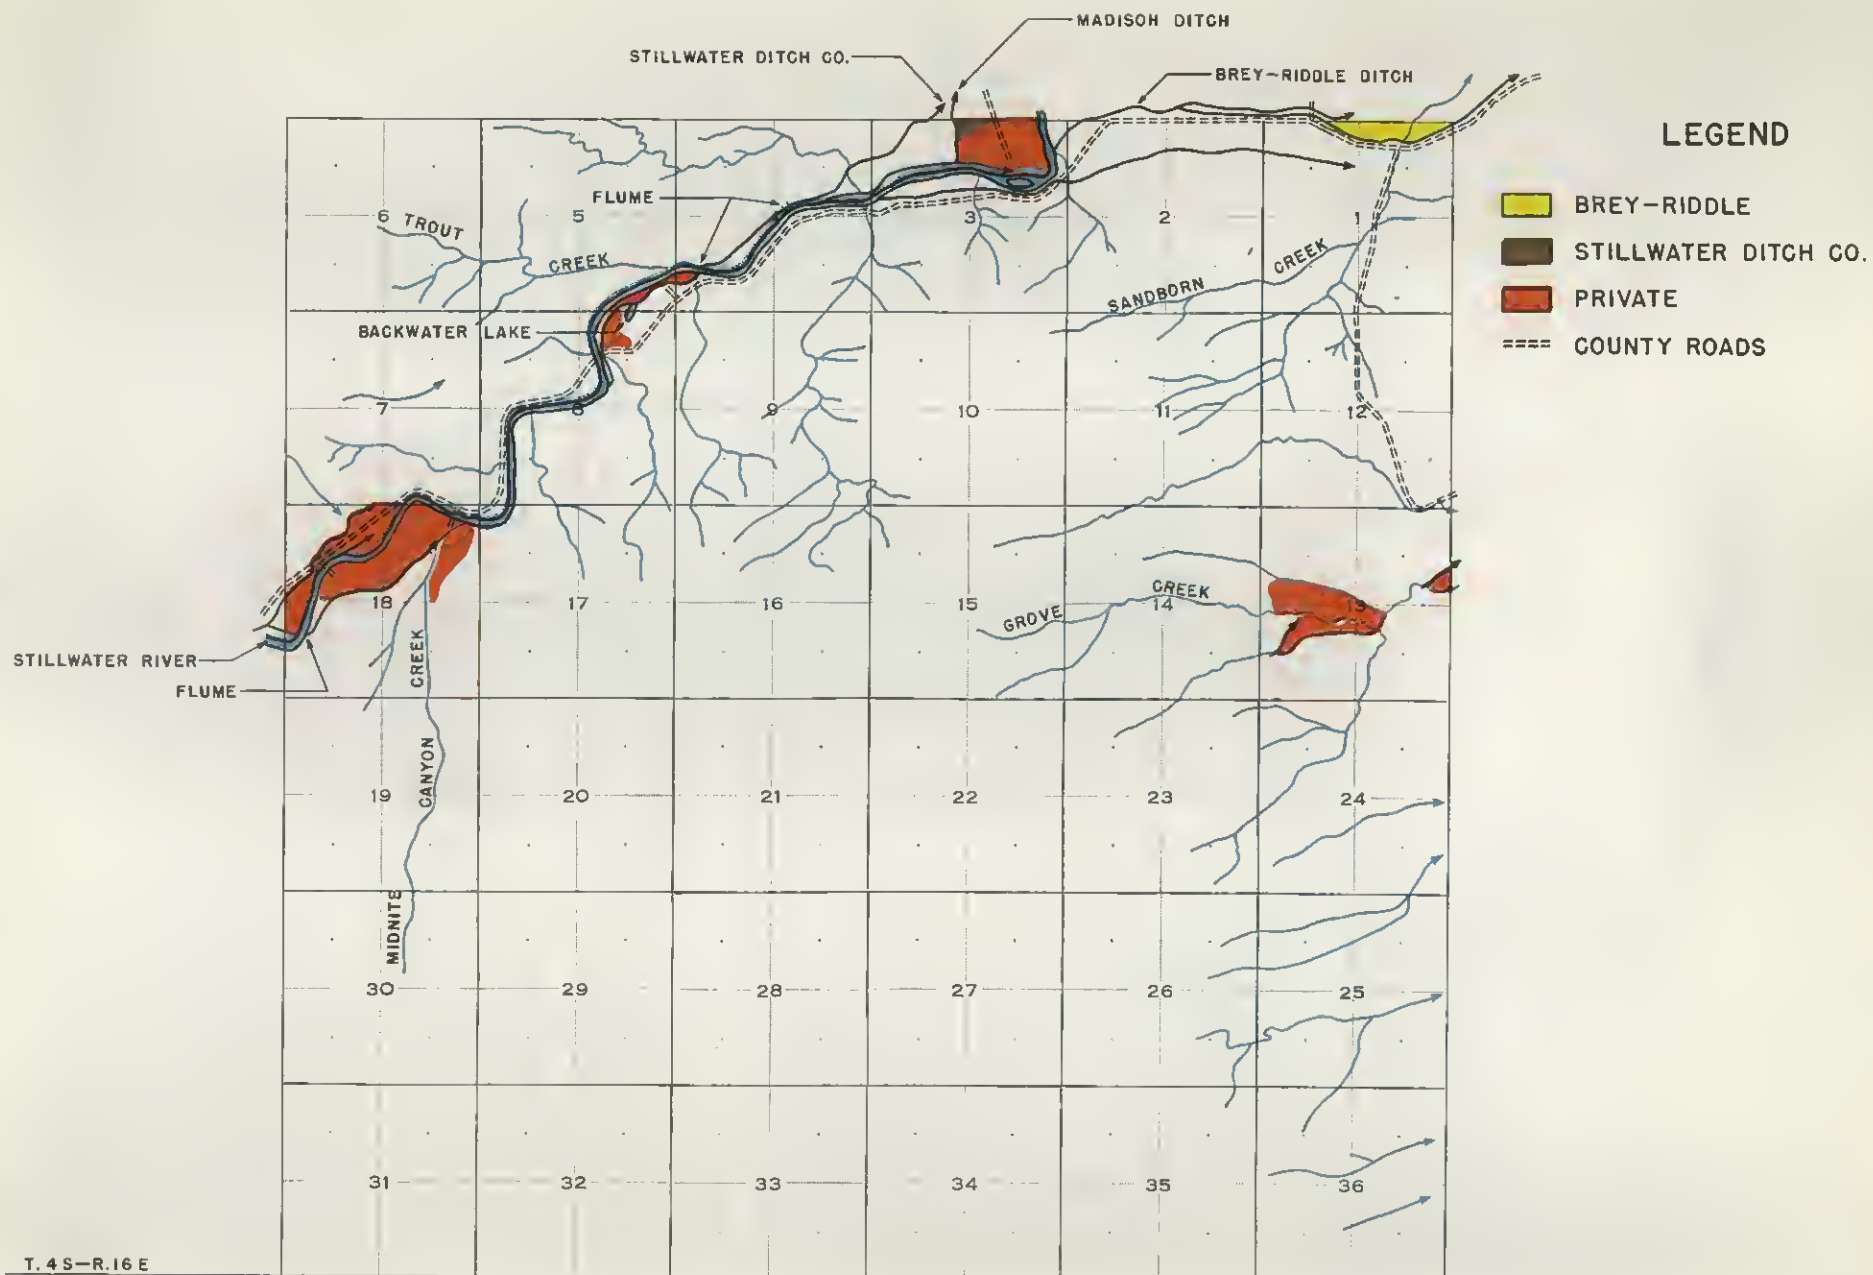 MADISON DITCH
STILLWATER DITCH CO.
BREY-RIDDLE DITCH
LEGEND
BREY-RIDDLE
STILLWATER DITCH CO.
PRIVATE
COUNTY ROADS
FLUME
6 5 3 2 1
TROUT CREEK
SANDBORN CREEK
BACKWATER LAKE
7 8 9 10 11 12
18 17 16 15 14 13
GROVE CREEK
STILLWATER RIVER
FLUME
MIDNITE CANYON CREEK
19 20 21 22 23 24
30 29 28 27 26 25
31 32 33 34 35 36
T. 4 S-R. 16 E